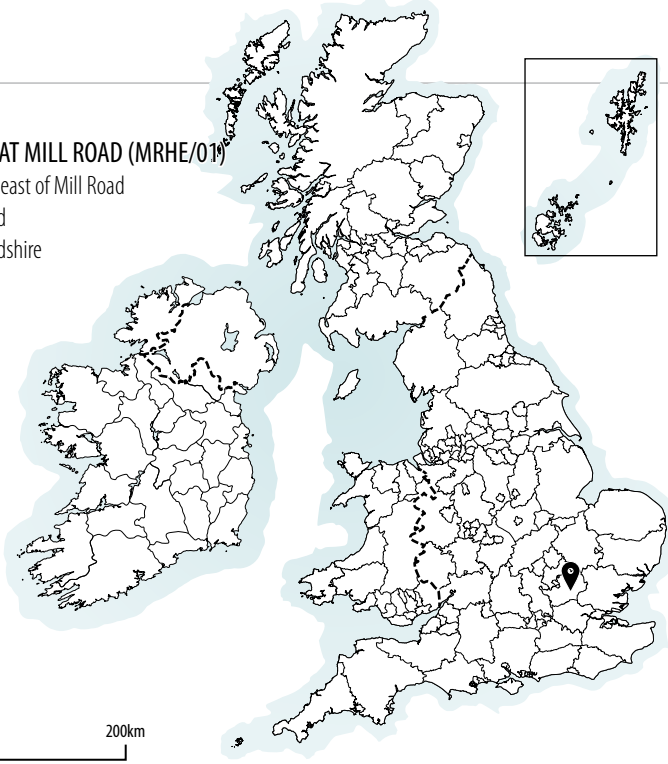 AT MILL ROAD (MRHE/01)
east of Mill Road
d
dshire
200km